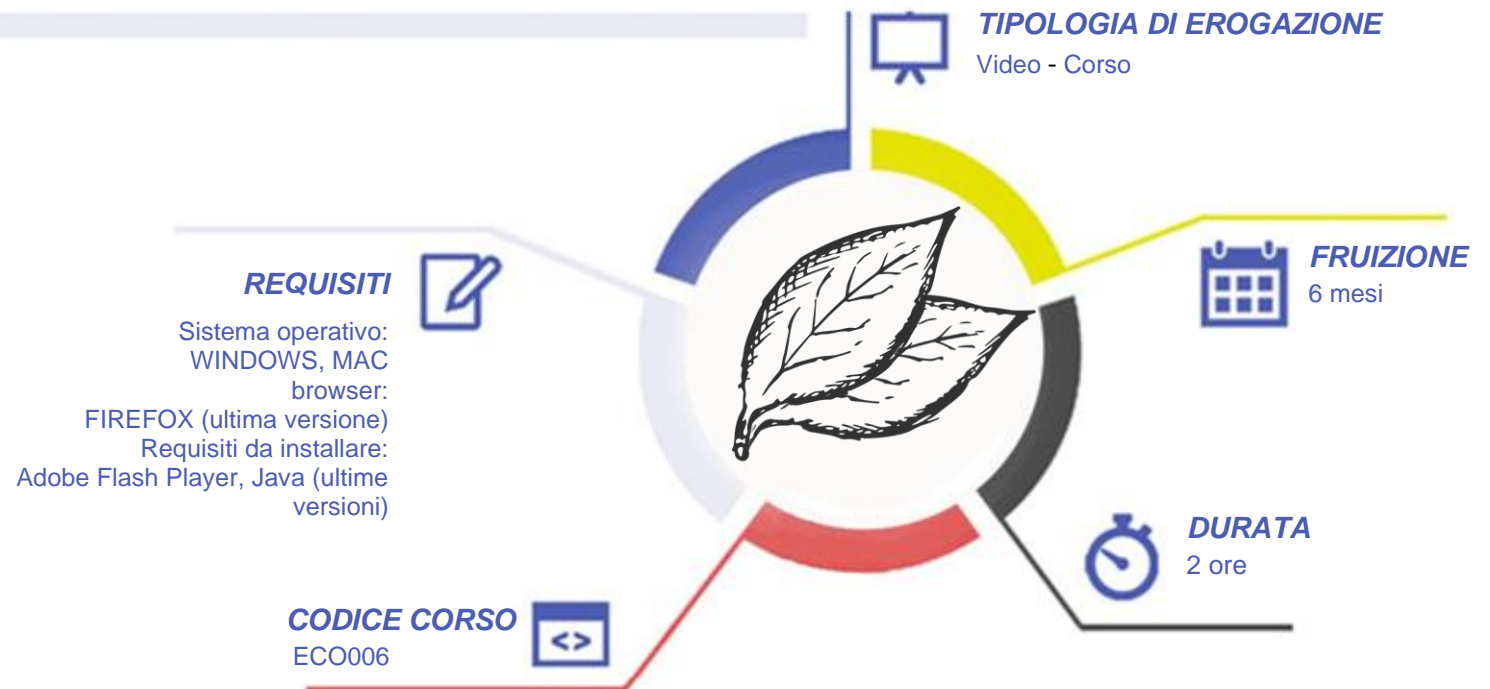 TIPOLOGIA DI EROGAZIONE
Video - Corso
FRUIZIONE
6 mesi
REQUISITI
Sistema operativo:
WINDOWS, MAC
browser:
FIREFOX (ultima versione)
Requisiti da installare:
Adobe Flash Player, Java (ultime
versioni)
DURATA
2 ore
CODICE CORSO
ECO006
<>